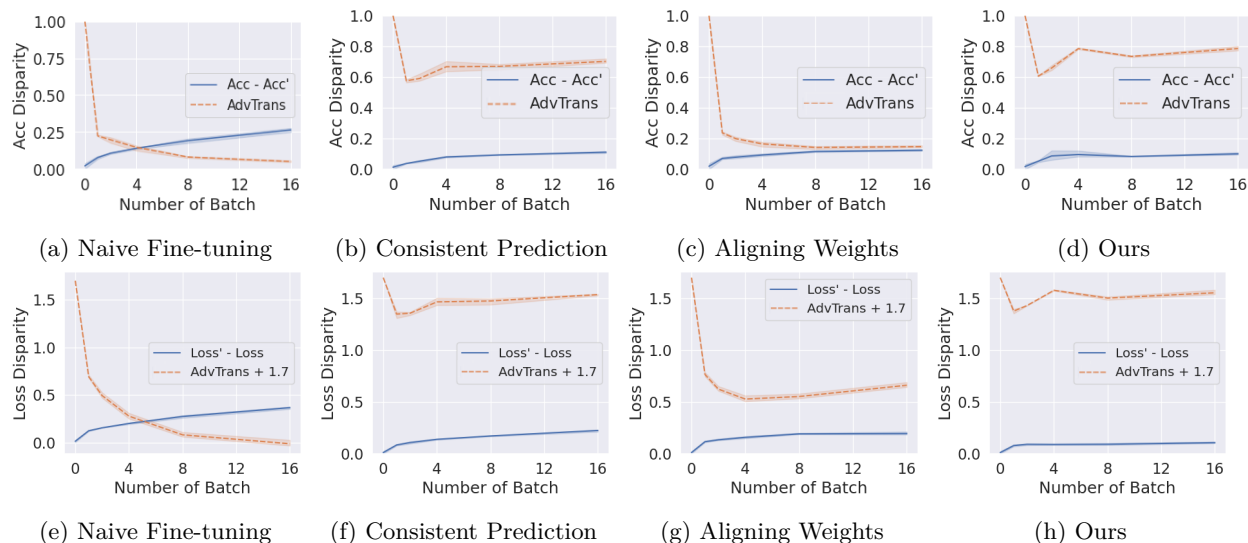 1.00
0.75
0.50
0.25
0.00
Acc Disparity
Acc - Acc'
AdvTrans
0 4 8 12 16
Number of Batch
(a) Naive Fine-tuning
1.0
0.8
0.6
0.4
0.2
0.0
Acc Disparity
Acc - Acc'
AdvTrans
0 4 8 12 16
Number of Batch
(b) Consistent Prediction
1.0
0.8
0.6
0.4
0.2
0.0
Acc Disparity
Acc - Acc'
AdvTrans
0 4 8 12 16
Number of Batch
(c) Aligning Weights
1.0
0.8
0.6
0.4
0.2
0.0
Acc Disparity
Acc - Acc'
AdvTrans
0 4 8 12 16
Number of Batch
(d) Ours
1.5
1.0
0.5
0.0
Loss Disparity
Loss' - Loss
AdvTrans + 1.7
0 4 8 12 16
Number of Batch
(e) Naive Fine-tuning
1.5
1.0
0.5
0.0
Loss Disparity
Loss' - Loss
AdvTrans + 1.7
0 4 8 12 16
Number of Batch
(f) Consistent Prediction
1.5
1.0
0.5
0.0
Loss Disparity
Loss' - Loss
AdvTrans + 1.7
0 4 8 12 16
Number of Batch
(g) Aligning Weights
1.5
1.0
0.5
0.0
Loss Disparity
Loss' - Loss
AdvTrans + 1.7
0 4 8 12 16
Number of Batch
(h) Ours